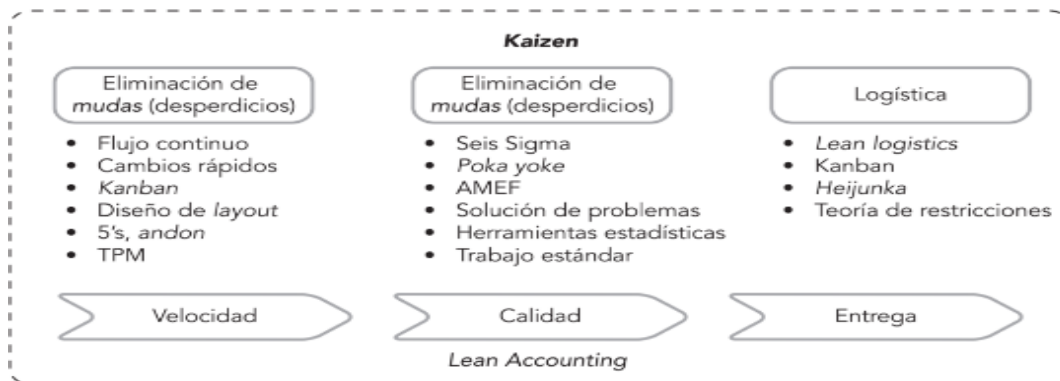 Kaizen
Eliminación de
mudas (desperdicios)
• Flujo continuo
• Cambios rápidos
• Kanban
• Diseño de layout
• 5's, andon
• TPM
Velocidad
Eliminación de
mudas (desperdicios)
• Seis Sigma
• Poka yoke
• AMEF
• Solución de problemas
• Herramientas estadísticas
• Trabajo estándar
Calidad
Logística
• Lean logistics
• Kanban
• Heijunka
• Teoría de restricciones
Entrega
Lean Accounting